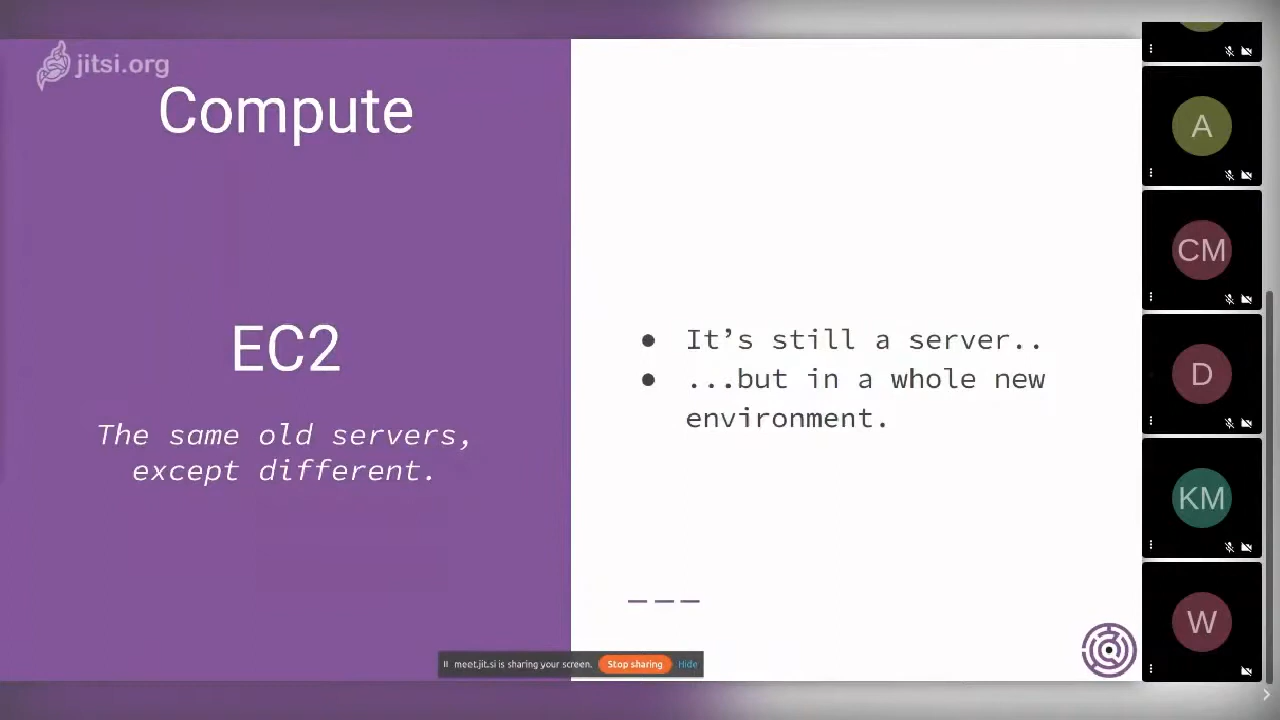 jitsi.org
Compute
EC2
The same old servers,
except different.
● It’s still a server..
● ...but in a whole new
environment.
———
meet.jit.si is sharing your screen. Stop sharing Hide
A
CM
D
KM
W